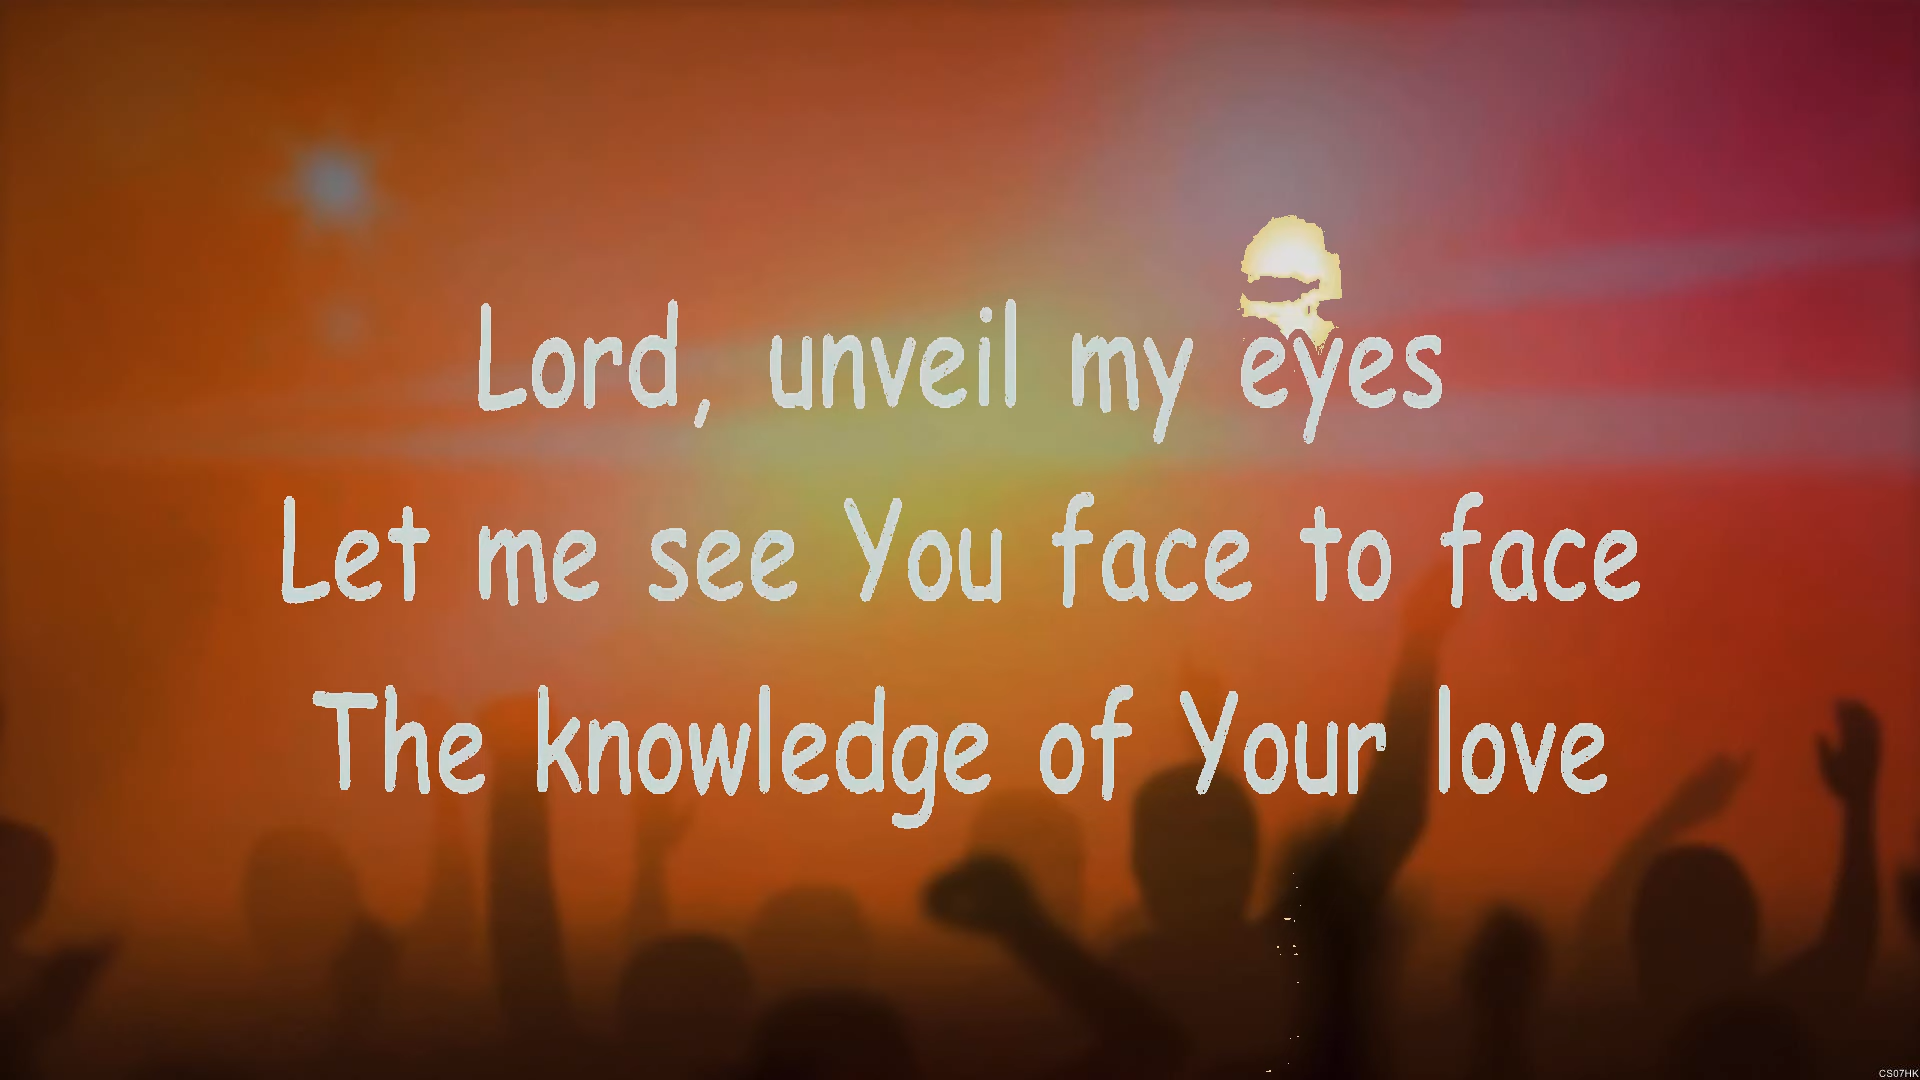 Lord, unveil my eyes
Let me see You face to face
The knowledge of Your love
CS07HK